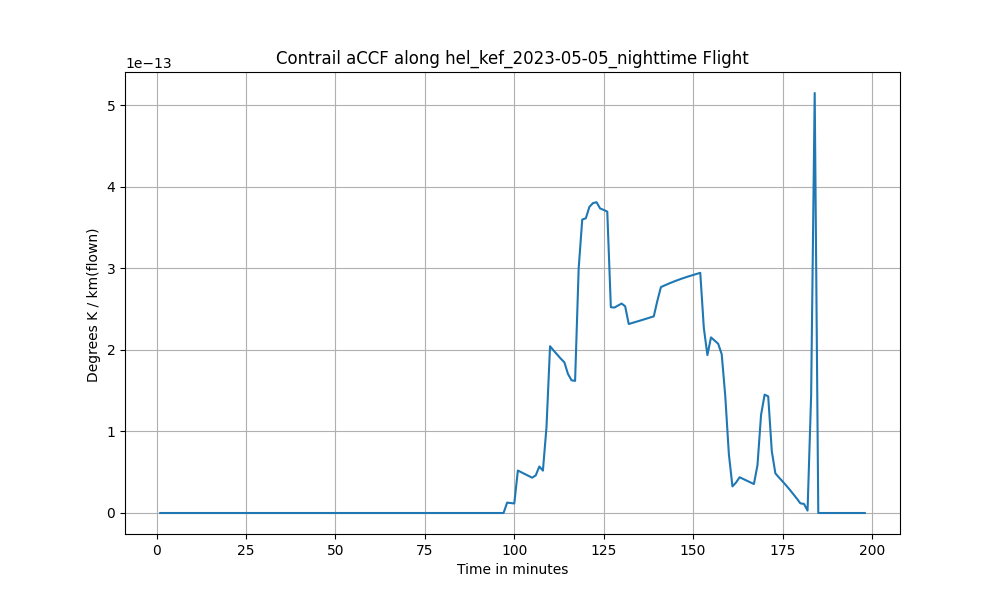 Contrail aCCF along hel_kef_2023-05-05_nighttime Flight
1e−13
5
4
3
2
1
0
Degrees K / km(flown)
0 25 50 75 100 125 150 175 200
Time in minutes